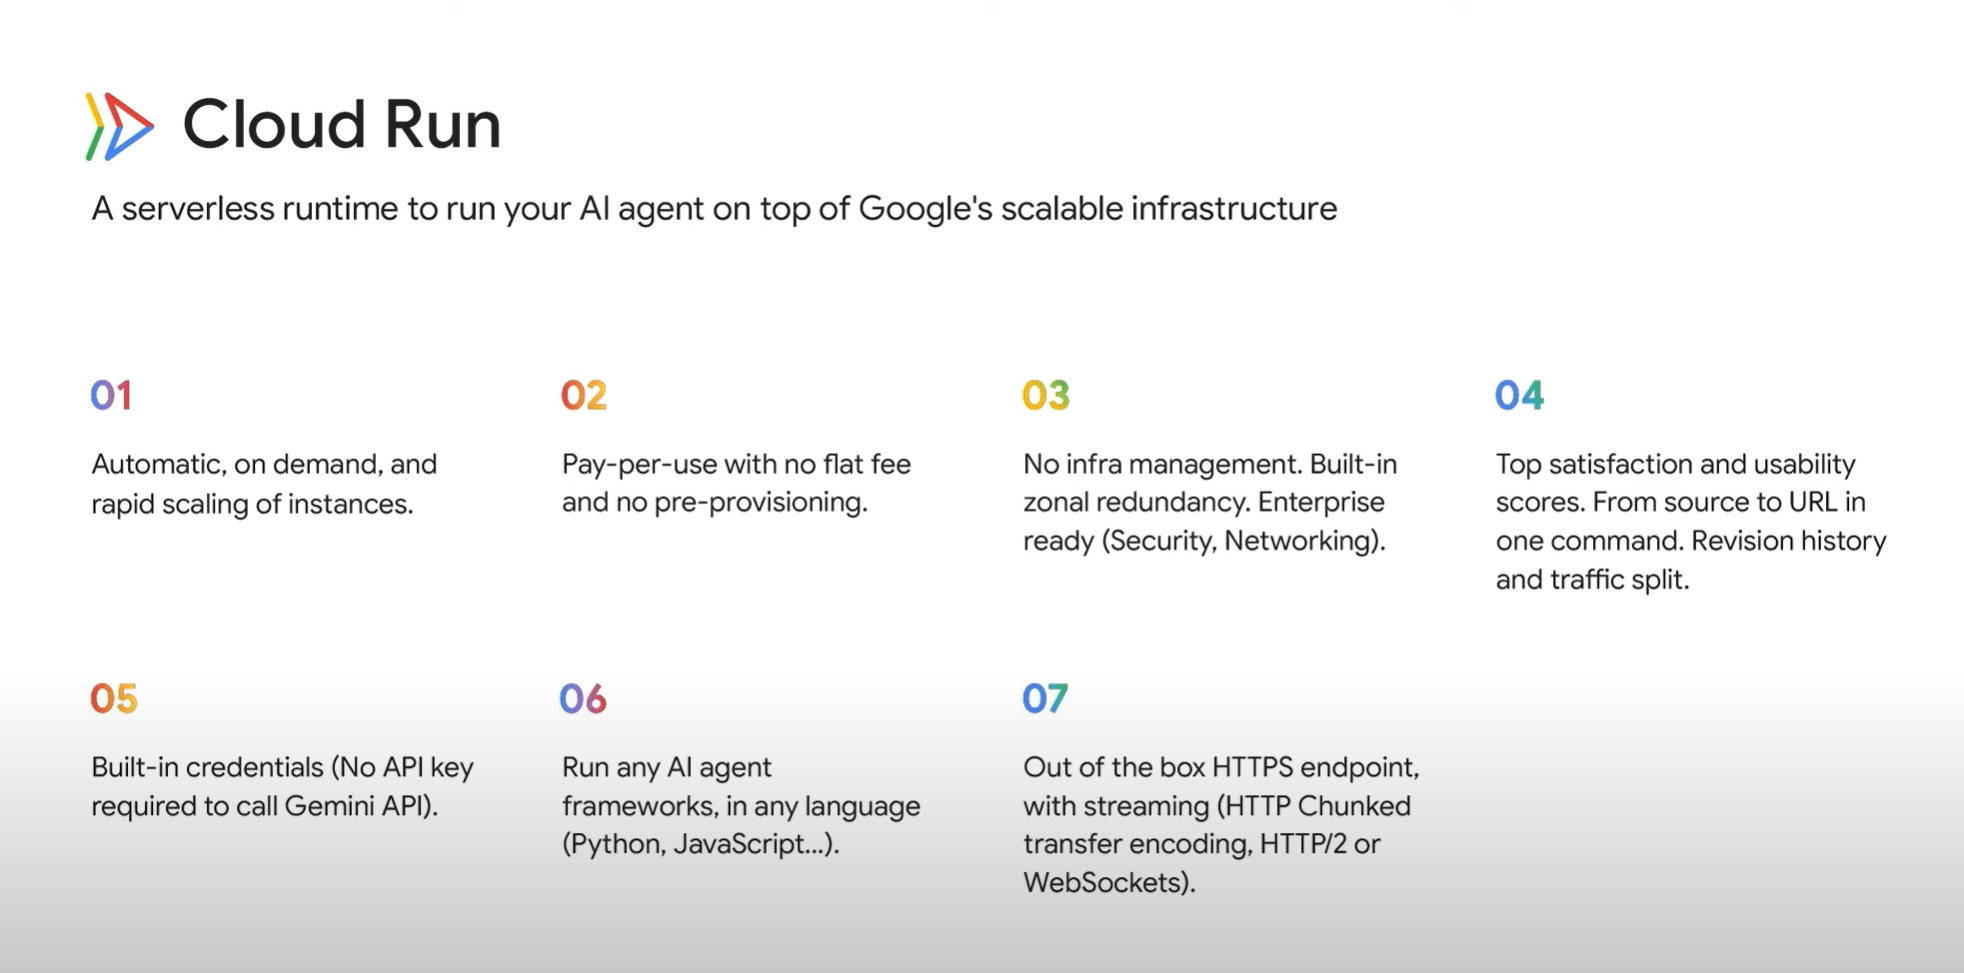 Cloud Run
A serverless runtime to run your AI agent on top of Google's scalable infrastructure
01
Automatic, on demand, and
rapid scaling of instances.
02
Pay-per-use with no flat fee
and no pre-provisioning.
03
No infra management. Built-in
zonal redundancy. Enterprise
ready (Security, Networking).
04
Top satisfaction and usability
scores. From source to URL in
one command. Revision history
and traffic split.
05
Built-in credentials (No API key
required to call Gemini API).
06
Run any AI agent
frameworks, in any language
(Python, JavaScript...).
07
Out of the box HTTPS endpoint,
with streaming (HTTP Chunked
transfer encoding, HTTP/2 or
WebSockets).